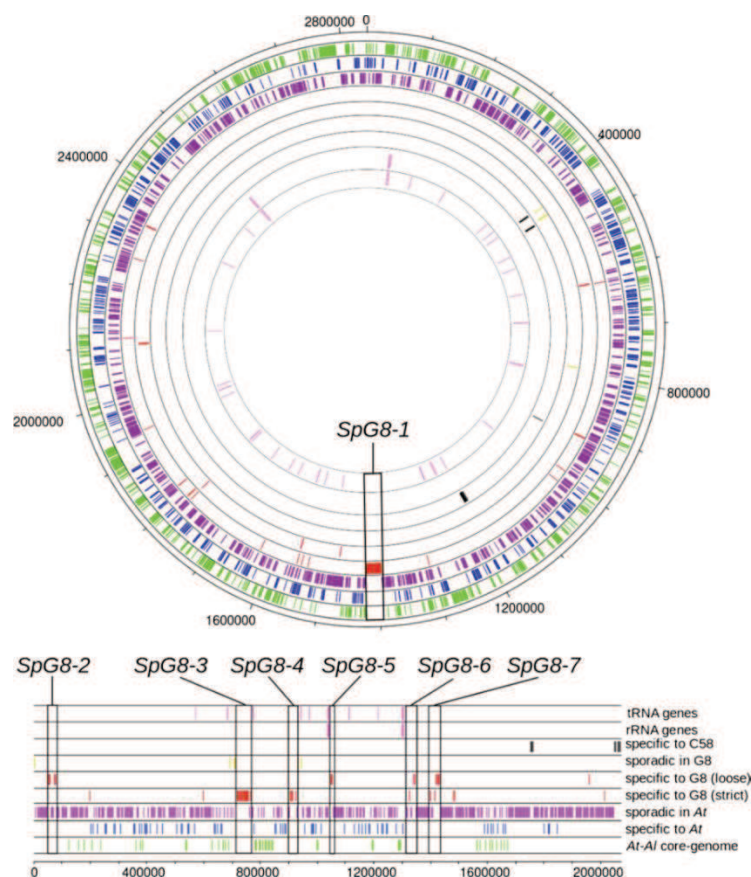 2800000
0
400000
2400000
800000
2000000
SpG8-1
1200000
1600000
SpG8-2
SpG8-3
SpG8-4
SpG8-5
SpG8-6
SpG8-7
tRNA genes
rRNA genes
specific to C58
sporadic in G8
specific to G8 (loose)
specific to G8 (strict)
sporadic in At
specific to At
At-Al core-genome
0
400000
800000
1200000
1600000
2000000